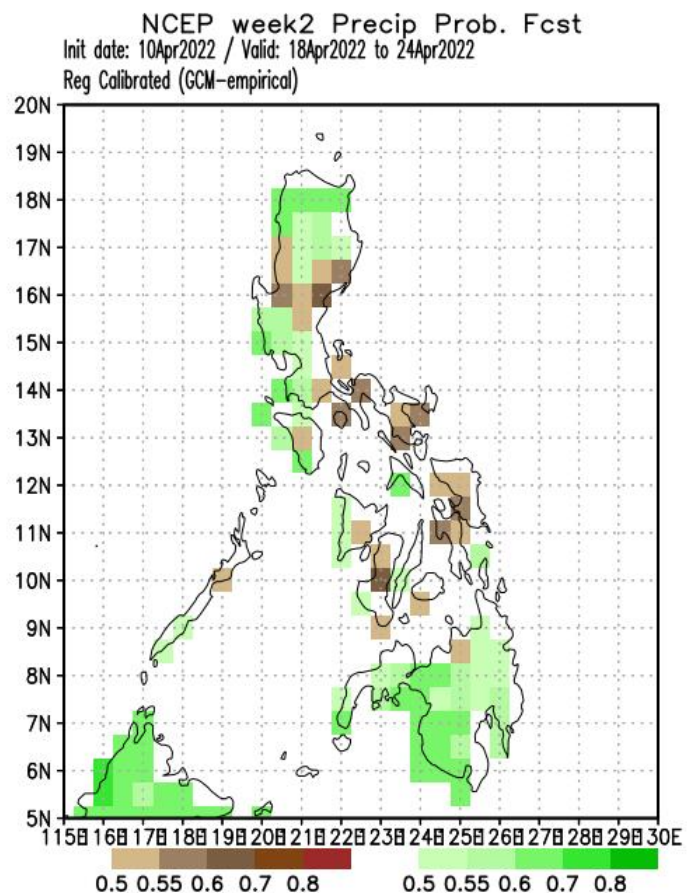 NCEP week2 Precip Prob. Fcst
Init date: 10Apr2022 / Valid: 18Apr2022 to 24Apr2022
Reg Calibrated (GCM-empirical)
20N
19N
18N
17N
16N
15N
14N
13N
12N
11N
10N
9N
8N
7N
6N
5N
115E 116E 117E 118E 119E 120E 121E 122E 123E 124E 125E 126E 127E 128E 129E 130E
0.5 0.55 0.6 0.7 0.8 0.5 0.55 0.6 0.7 0.8